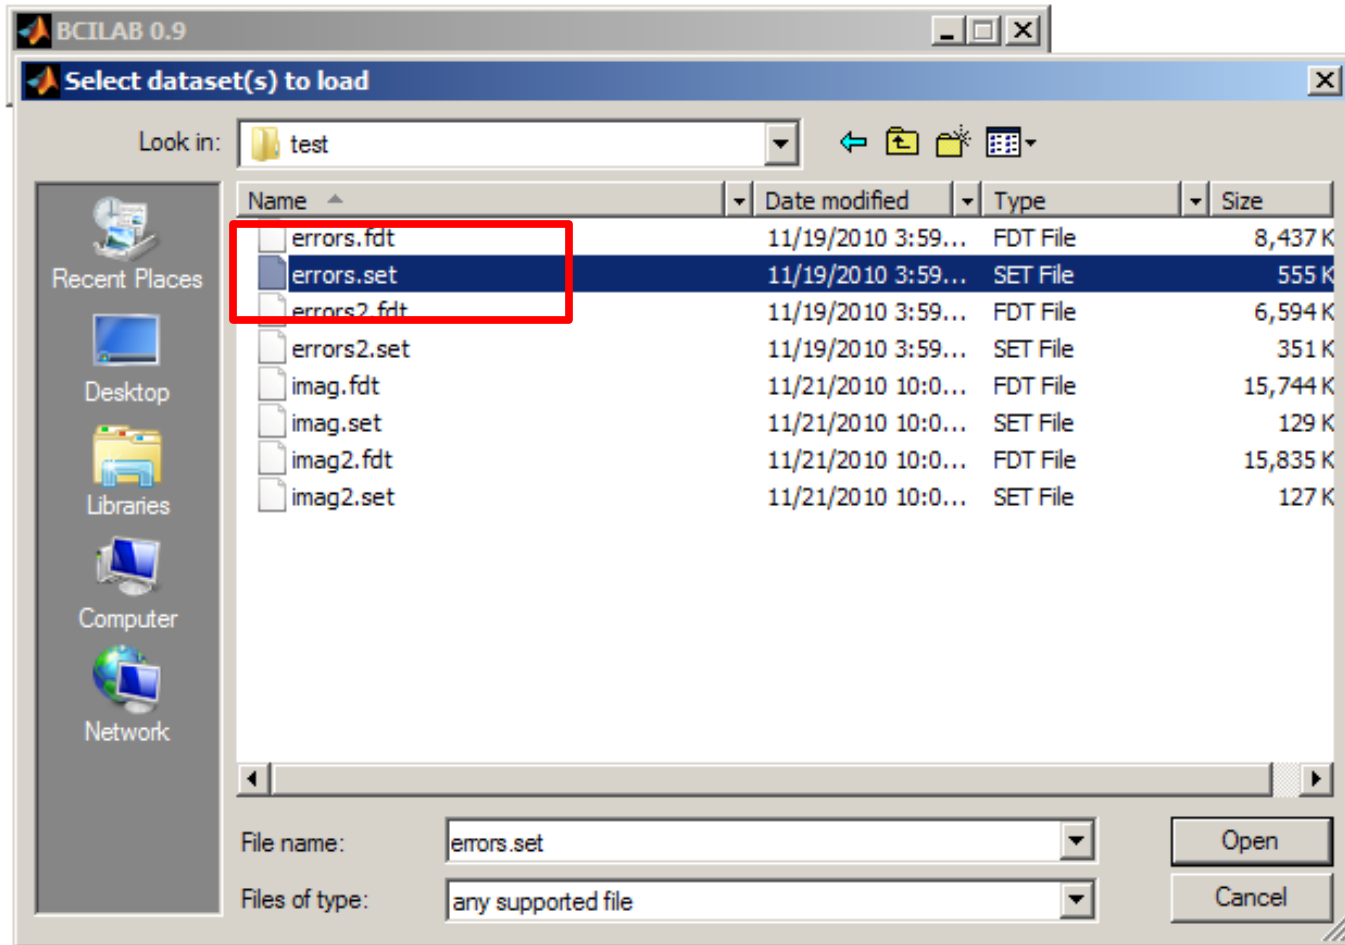 BCILAB 0.9
Select dataset(s) to load
Look in: test
Name Date modified Type Size
errors.fdt 11/19/2010 3:59... FDT File 8,437 K
errors.set 11/19/2010 3:59... SET File 555 K
errors2.fdt 11/19/2010 3:59... FDT File 6,594 K
errors2.set 11/19/2010 3:59... SET File 351 K
imag.fdt 11/21/2010 10:0... FDT File 15,744 K
imag.set 11/21/2010 10:0... SET File 129 K
imag2.fdt 11/21/2010 10:0... FDT File 15,835 K
imag2.set 11/21/2010 10:0... SET File 127 K
Recent Places
Desktop
Libraries
Computer
Network
File name: errors.set Open
Files of type: any supported file Cancel